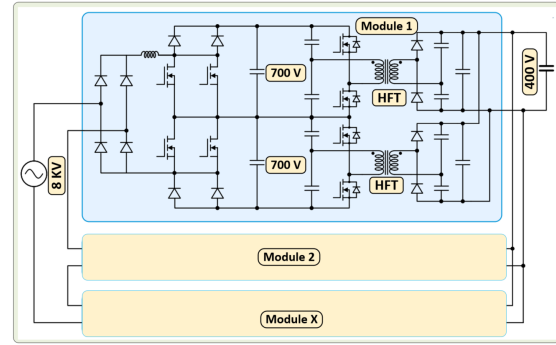 Module 1
700 V
HFT
400 V
8 KV
700 V
HFT
Module 2
Module X